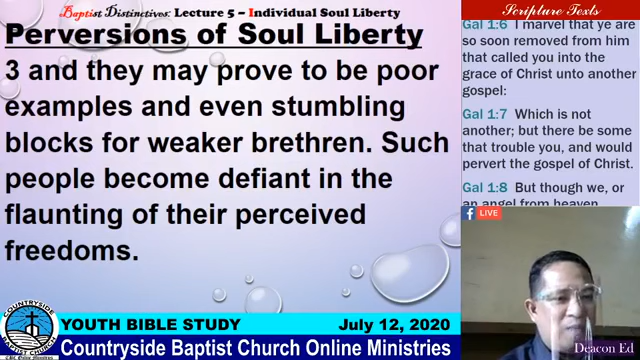 Baptist Distinctives: Lecture 5 – Individual Soul Liberty
Perversions of Soul Liberty
3 and they may prove to be poor
examples and even stumbling
blocks for weaker brethren. Such
people become defiant in the
flaunting of their perceived
freedoms.
Scripture Texts
Gal 1:6 I marvel that ye are
so soon removed from him
that called you into the
grace of Christ unto another
gospel:
Gal 1:7 Which is not
another; but there be some
that trouble you, and would
pervert the gospel of Christ.
Gal 1:8 But though we, or
an angel from heaven
f LIVE
Deacon Ed
COUNTRYSIDE
BAPTIST CHURCH
YOUTH BIBLE STUDY July 12, 2020
Countryside Baptist Church Online Ministries